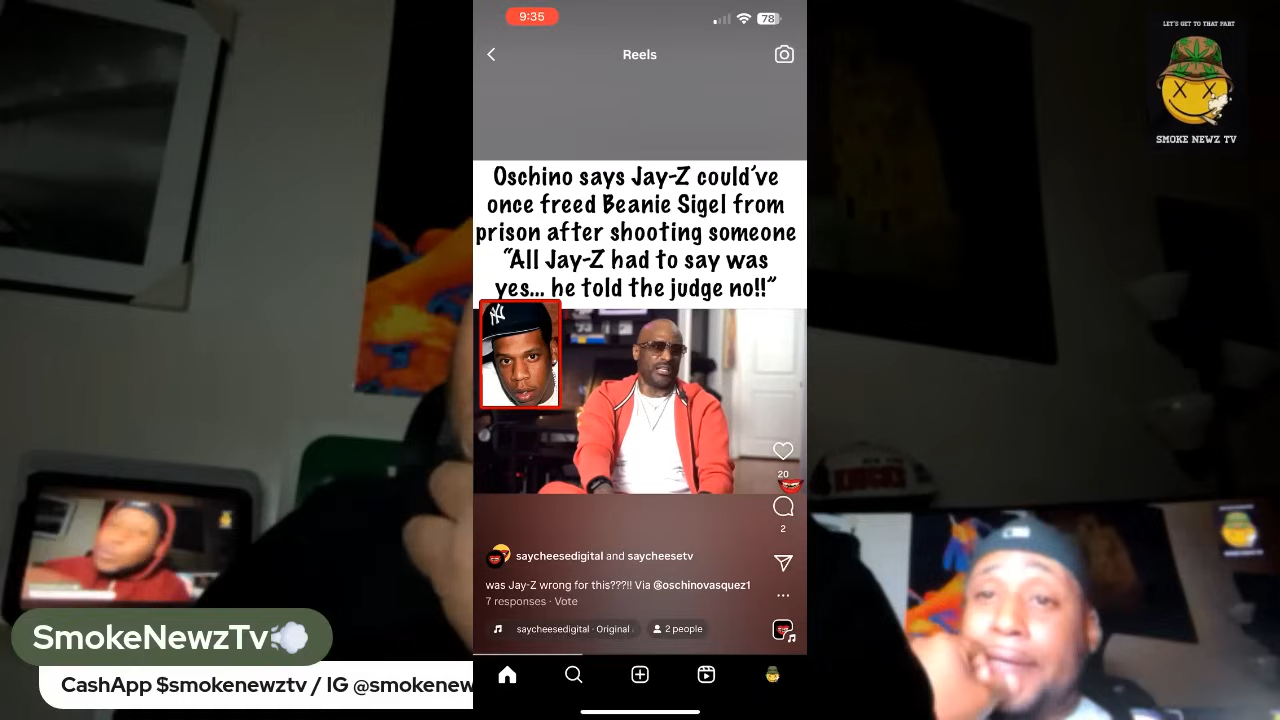 9:35
78
Reels
LET'S GET TO THAT PART
SMOKE NEWZ TV
Oschino says Jay-Z could've
once freed Beanie Sigel from
prison after shooting someone
"All Jay-Z had to say was
yes... he told the judge no!!"
NY
20
2
saycheesedigital and saycheesetv
was Jay-Z wrong for this???!! Via @oschinovasquez1
7 responses · Vote
saycheesedigital · Original
2 people
SmokeNewzTv💨
CashApp $smokenewztv / IG @smokenew